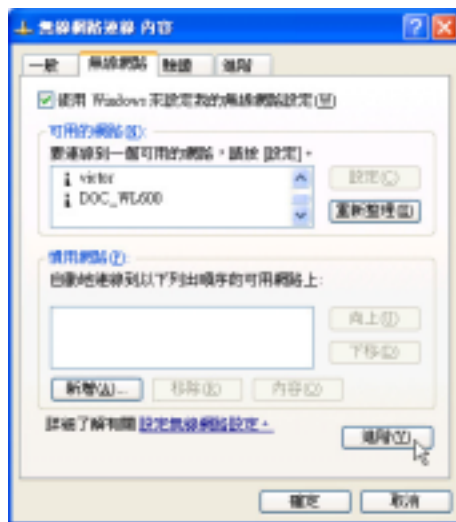 無線網路連線 內容
一般 無線網路 驗證 進階
使用 Windows 來設定我的無線網路設定(W)
可用的網路(N):
要連線到一個可用的網路，請按 [設定]。
victor
DOC_WL600
設定(C)
重新整理(E)
慣用網路(P):
自動地連線到以下列出順序的可用網路上:
向上(U)
下移(D)
新增(A)... 移除(R) 內容(O)
詳細了解有關 設定無線網路設定。
進階(V)
確定 取消